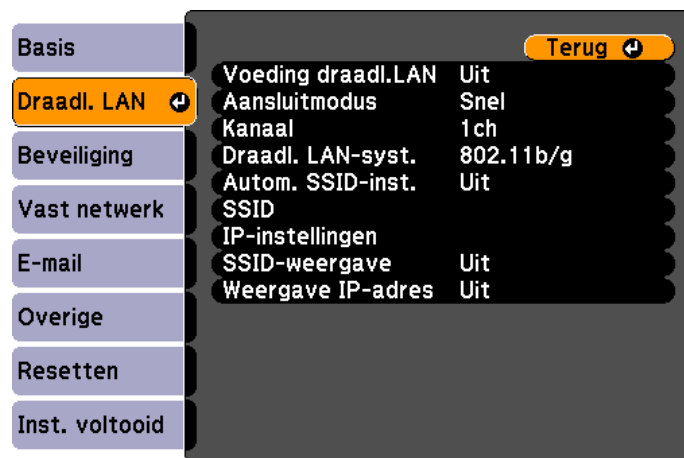 Basis
Draadl. LAN
Beveiliging
Vast netwerk
E-mail
Overige
Resetten
Inst. voltooid
Terug
Voeding draadl.LAN Uit
Aansluitmodus Snel
Kanaal 1ch
Draadl. LAN-syst. 802.11b/g
Autom. SSID-inst. Uit
SSID
IP-instellingen
SSID-weergave Uit
Weergave IP-adres Uit